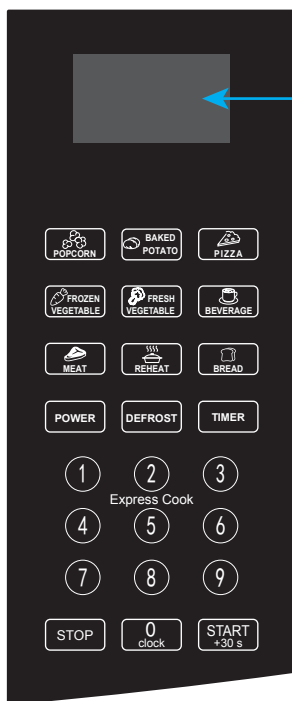 POPCORN
BAKED
POTATO
PIZZA
FROZEN
VEGETABLE
FRESH
VEGETABLE
BEVERAGE
MEAT
REHEAT
BREAD
POWER
DEFROST
TIMER
1
2
3
Express Cook
4
5
6
7
8
9
STOP
0
clock
START
+30 s